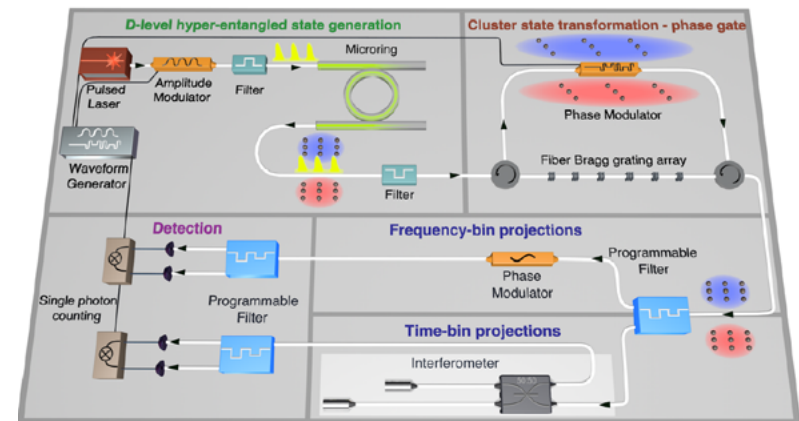 D-level hyper-entangled state generation
Cluster state transformation - phase gate
Microring
Pulsed
Laser
Amplitude
Modulator
Filter
Phase Modulator
Waveform
Generator
Fiber Bragg grating array
Filter
Detection
Frequency-bin projections
Programmable
Filter
Phase
Modulator
Single photon
counting
Programmable
Filter
Time-bin projections
Interferometer
50:50